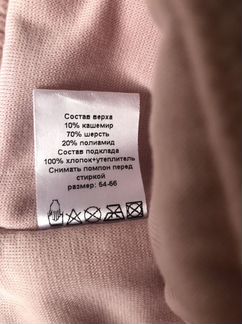 Состав верха
10% кашемир
70% шерсть
20% полиамид
Состав подклада
100% хлопок+утеплитель
Снимать помпон перед
стиркой
размер: 54-56